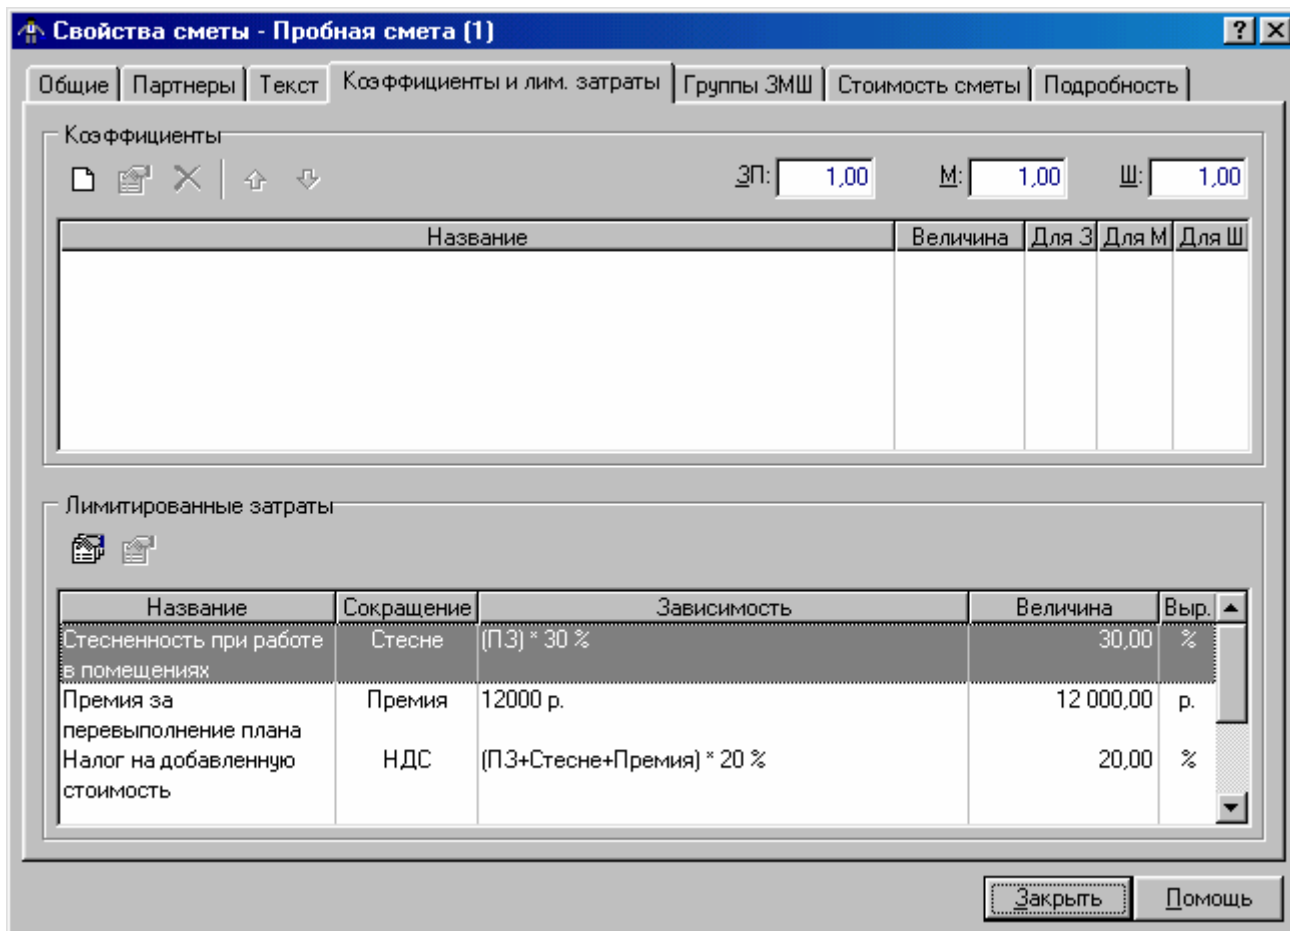 Свойства сметы - Пробная смета (1)
Общие Партнеры Текст Коэффициенты и лим. затраты Группы ЗМШ Стоимость сметы Подробность
Коэффициенты
ЗП: 1,00 М: 1,00 Ш: 1,00
Название Величина Для З Для М Для Ш
Лимитированные затраты
Название Сокращение Зависимость Величина Выр.
Стесненность при работе Стесне (ПЗ) * 30 % 30,00 %
в помещениях
Премия за Премия 12000 р. 12 000,00 р.
перевыполнение плана
Налог на добавленную НДС (ПЗ+Стесне+Премия) * 20 % 20,00 %
стоимость
Закрыть Помощь